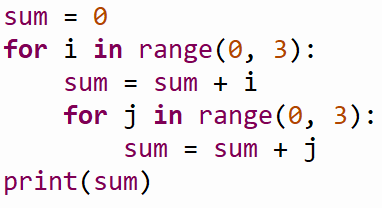 sum = 0
for i in range(0, 3):
    sum = sum + i
    for j in range(0, 3):
        sum = sum + j
print(sum)